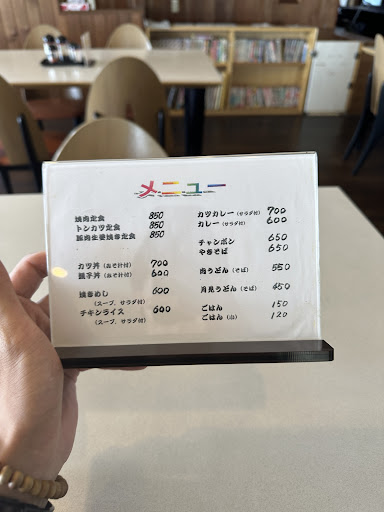 メニュー
焼肉定食 850
トンカツ定食 850
豚肉生姜焼き定食 850
カツ丼（みそ汁付） 700
親子丼（みそ汁付） 600
焼きめし 600
（スープ、サラダ付）
チキンライス 600
（スープ、サラダ付）
カツカレー（サラダ付） 700
カレー（サラダ付） 600
チャンポン 650
やきそば 650
肉うどん（そば） 550
月見うどん（そば） 450
ごはん 150
ごはん（小） 120